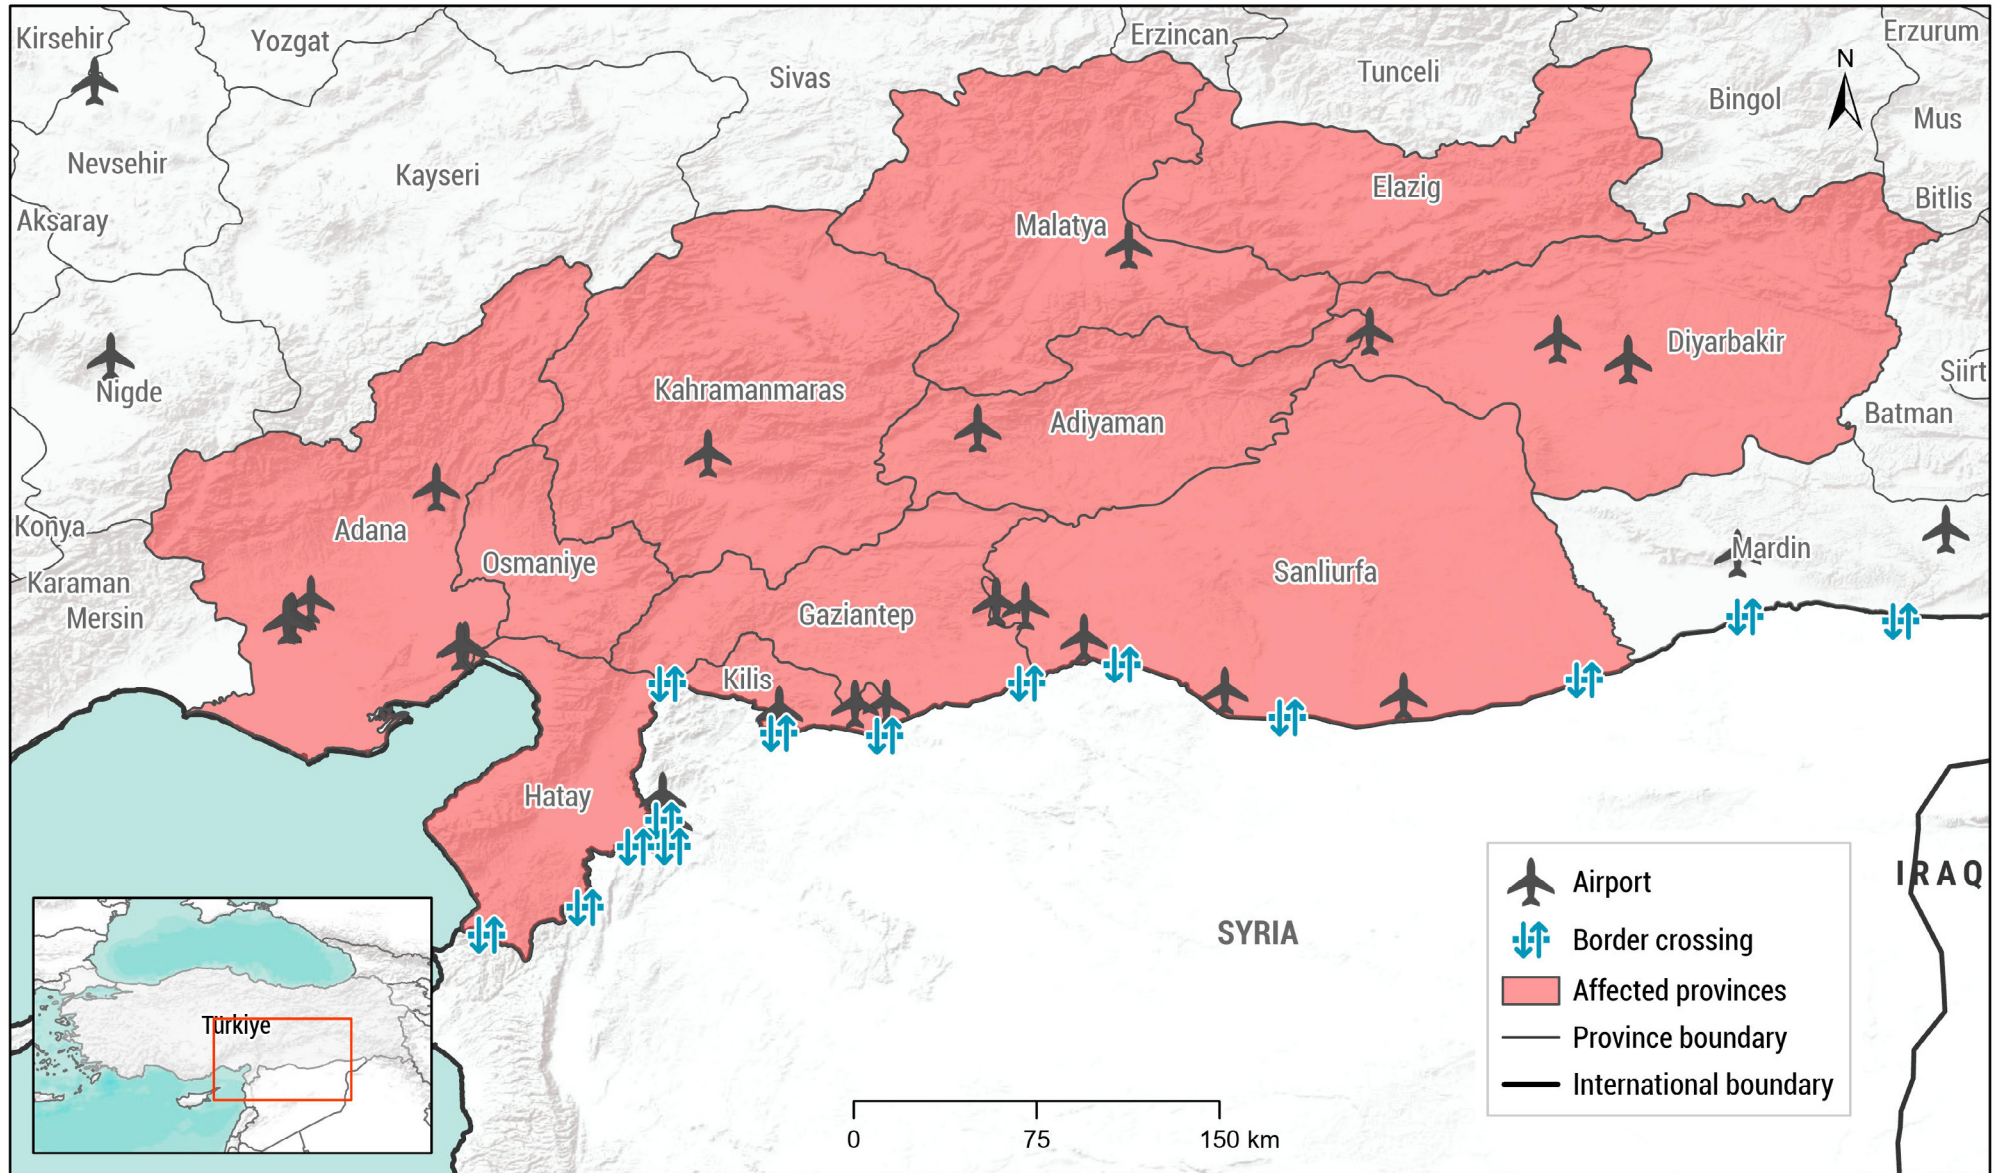 Kirsehir
Yozgat
Erzincan
Erzurum
Sivas
Tunceli
N
Bingol
Mus
Nevsehir
Kayseri
Elazig
Bitlis
Aksaray
Malatya
Diyarbakir
Siirt
Nigde
Kahramanmaras
Adiyaman
Batman
Konya
Adana
Osmaniye
Sanliurfa
Mardin
Karaman
Mersin
Gaziantep
Kilis
Hatay
IRAQ
SYRIA
Airport
Border crossing
Affected provinces
Province boundary
International boundary
Türkiye
0 75 150 km